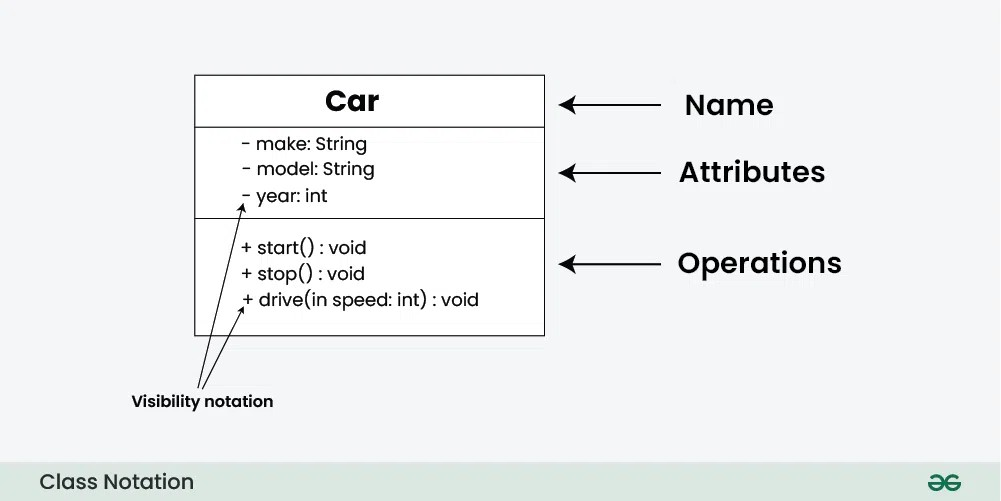 Car
Name
- make: String
- model: String
- year: int
Attributes
+ start() : void
+ stop() : void
+ drive(in speed: int) : void
Operations
Visibility notation
Class Notation